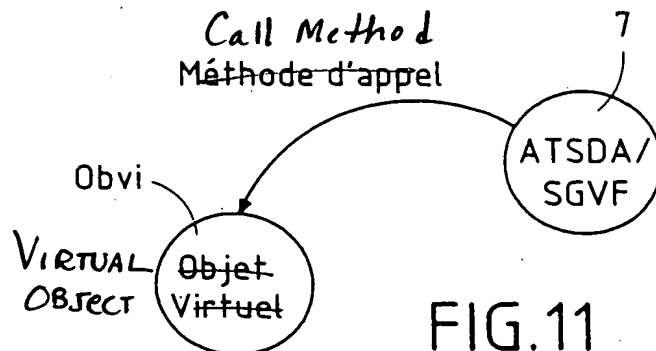 Call Method
Méthode d'appel
7
ATSDA/
SGVF
Obvi
VIRTUAL
OBJECT
Objet
Virtuel
FIG.11